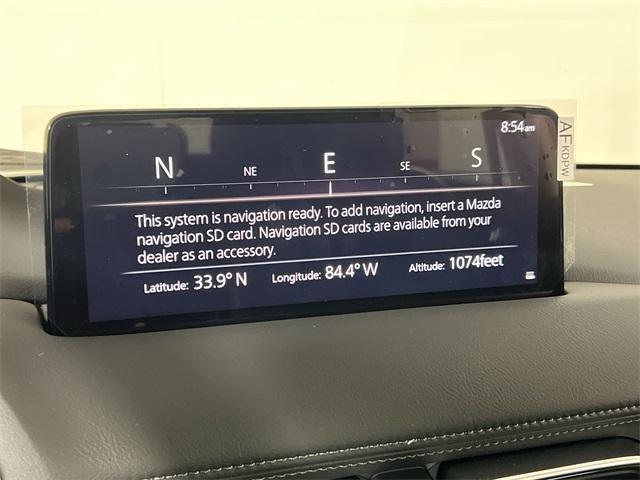 8:54am
N NE E SE S
This system is navigation ready. To add navigation, insert a Mazda
navigation SD card. Navigation SD cards are available from your
dealer as an accessory.
Latitude: 33.9° N Longitude: 84.4° W Altitude: 1074feet
AFKDPW